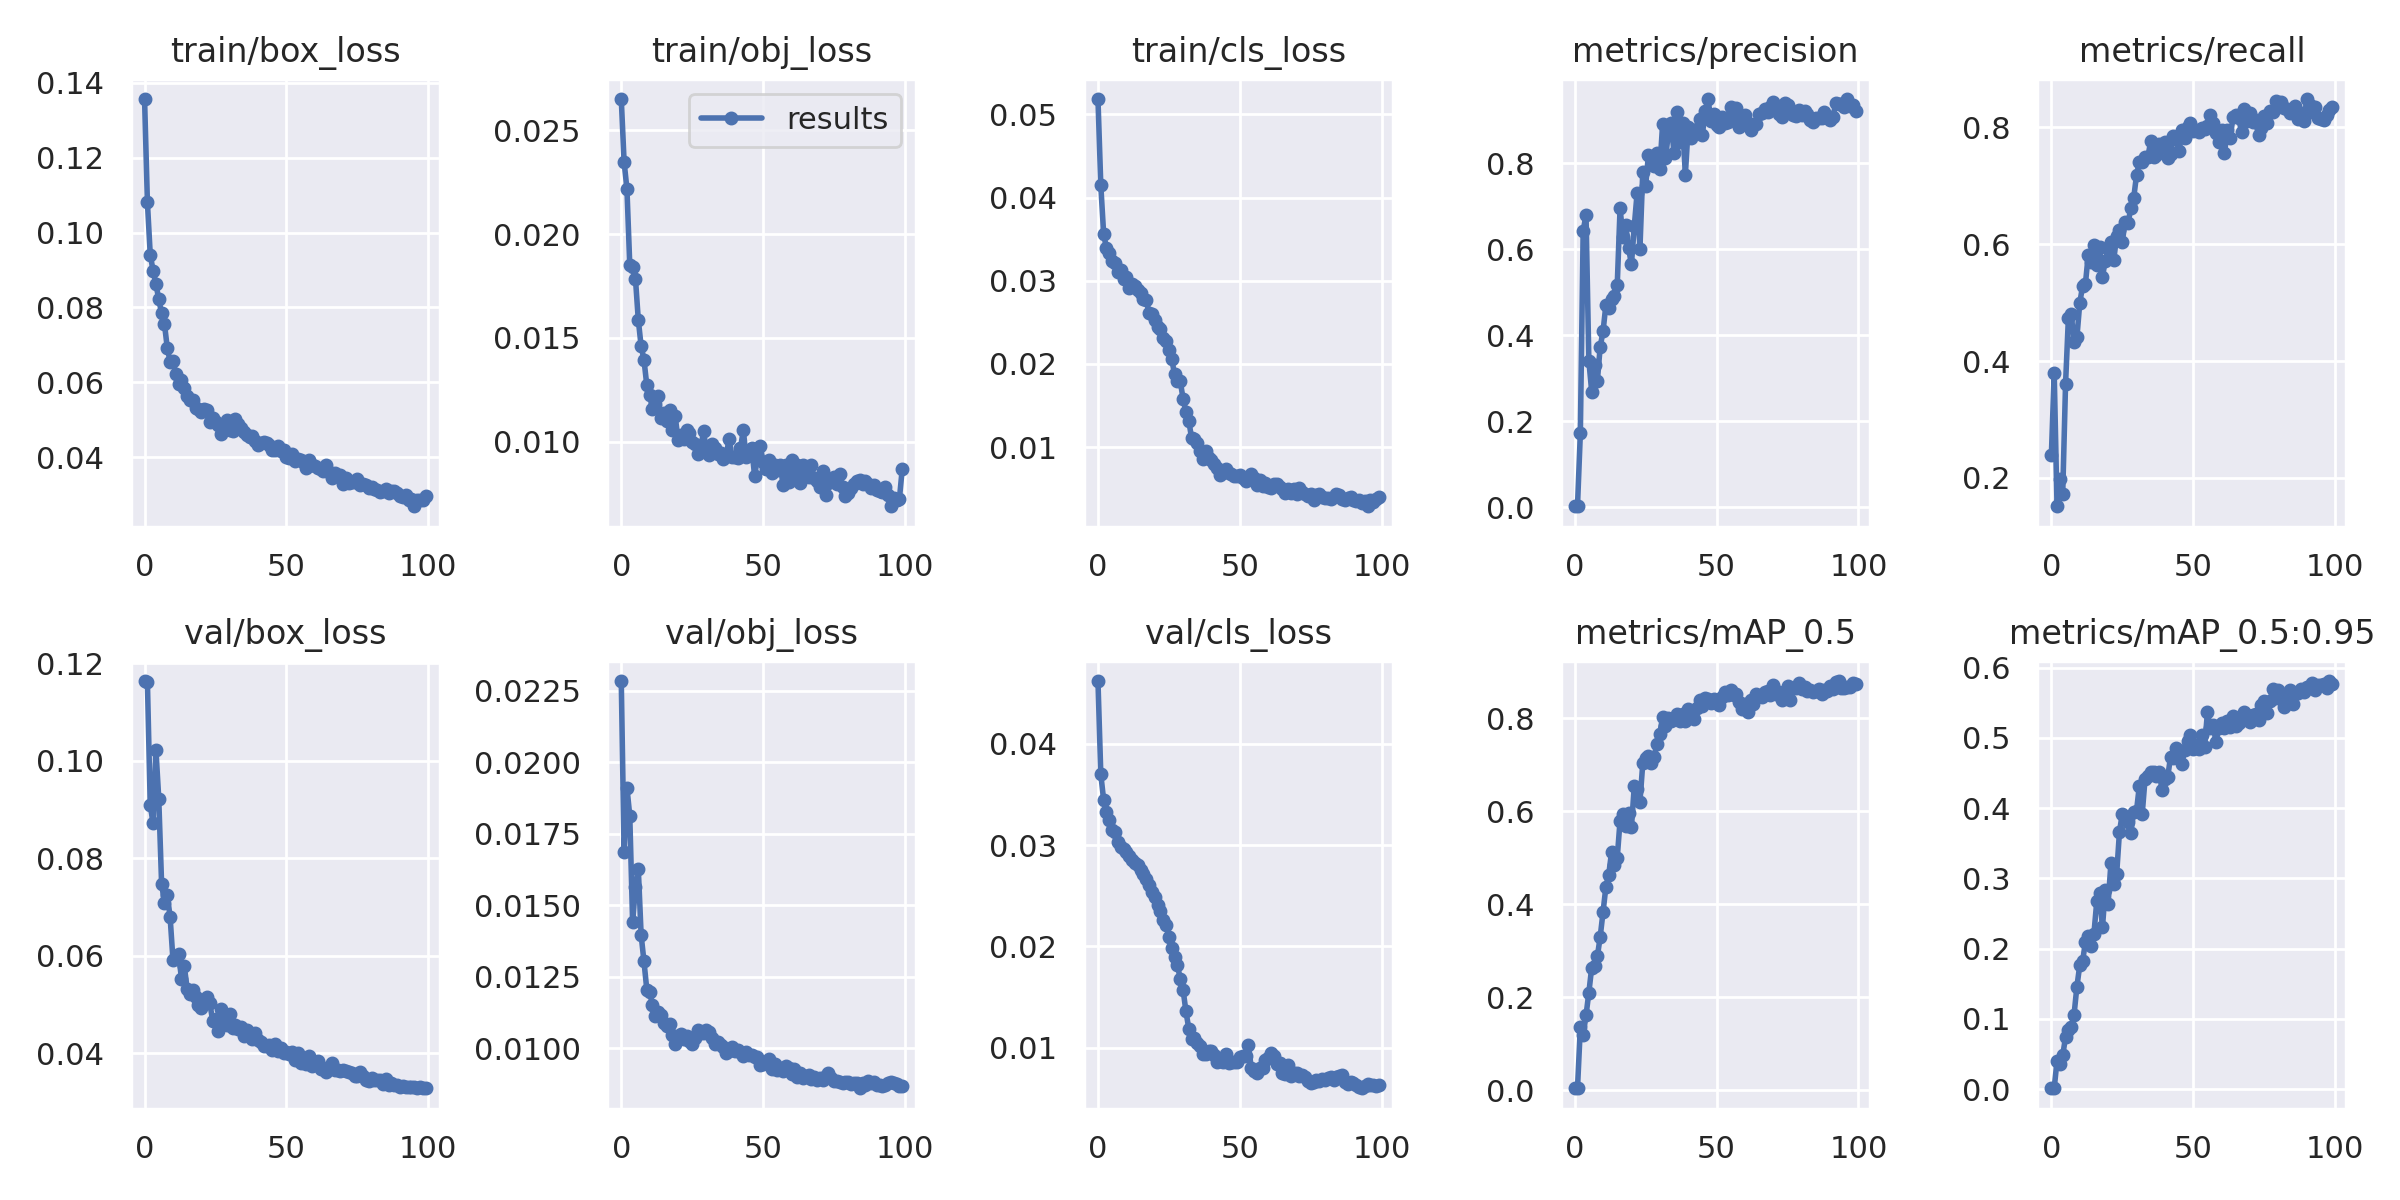 train/box_loss
0.14
0.12
0.10
0.08
0.06
0.04
0 50 100
train/obj_loss
results
0.025
0.020
0.015
0.010
0 50 100
train/cls_loss
0.05
0.04
0.03
0.02
0.01
0 50 100
metrics/precision
0.8
0.6
0.4
0.2
0.0
0 50 100
metrics/recall
0.8
0.6
0.4
0.2
0 50 100
val/box_loss
0.12
0.10
0.08
0.06
0.04
0 50 100
val/obj_loss
0.0225
0.0200
0.0175
0.0150
0.0125
0.0100
0 50 100
val/cls_loss
0.04
0.03
0.02
0.01
0 50 100
metrics/mAP_0.5
0.8
0.6
0.4
0.2
0.0
0 50 100
metrics/mAP_0.5:0.95
0.6
0.5
0.4
0.3
0.2
0.1
0.0
0 50 100